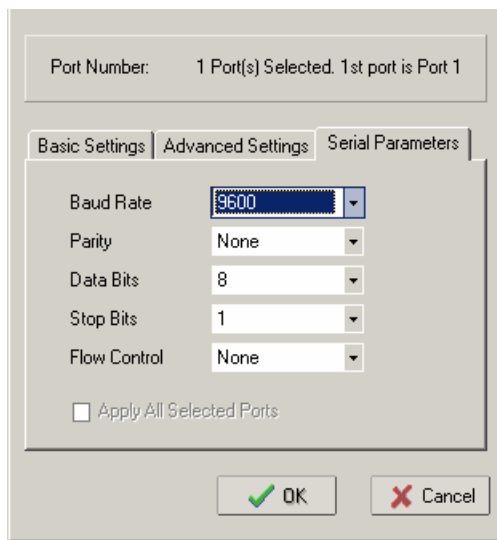 Port Number: 1 Port(s) Selected. 1st port is Port 1
Basic Settings Advanced Settings Serial Parameters
Baud Rate 9600
Parity None
Data Bits 8
Stop Bits 1
Flow Control None
Apply All Selected Ports
OK Cancel